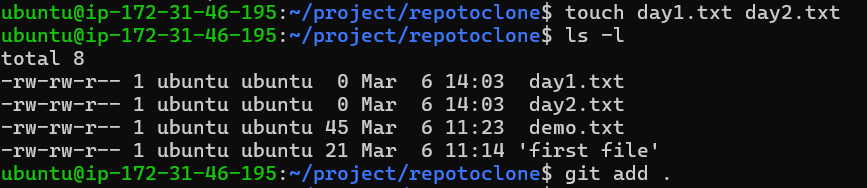 ubuntu@ip-172-31-46-195:~/project/repotoclone$ touch day1.txt day2.txt
ubuntu@ip-172-31-46-195:~/project/repotoclone$ ls -l
total 8
-rw-rw-r-- 1 ubuntu ubuntu  0 Mar  6 14:03  day1.txt
-rw-rw-r-- 1 ubuntu ubuntu  0 Mar  6 14:03  day2.txt
-rw-rw-r-- 1 ubuntu ubuntu 45 Mar  6 11:23  demo.txt
-rw-rw-r-- 1 ubuntu ubuntu 21 Mar  6 11:14 'first file'
ubuntu@ip-172-31-46-195:~/project/repotoclone$ git add .